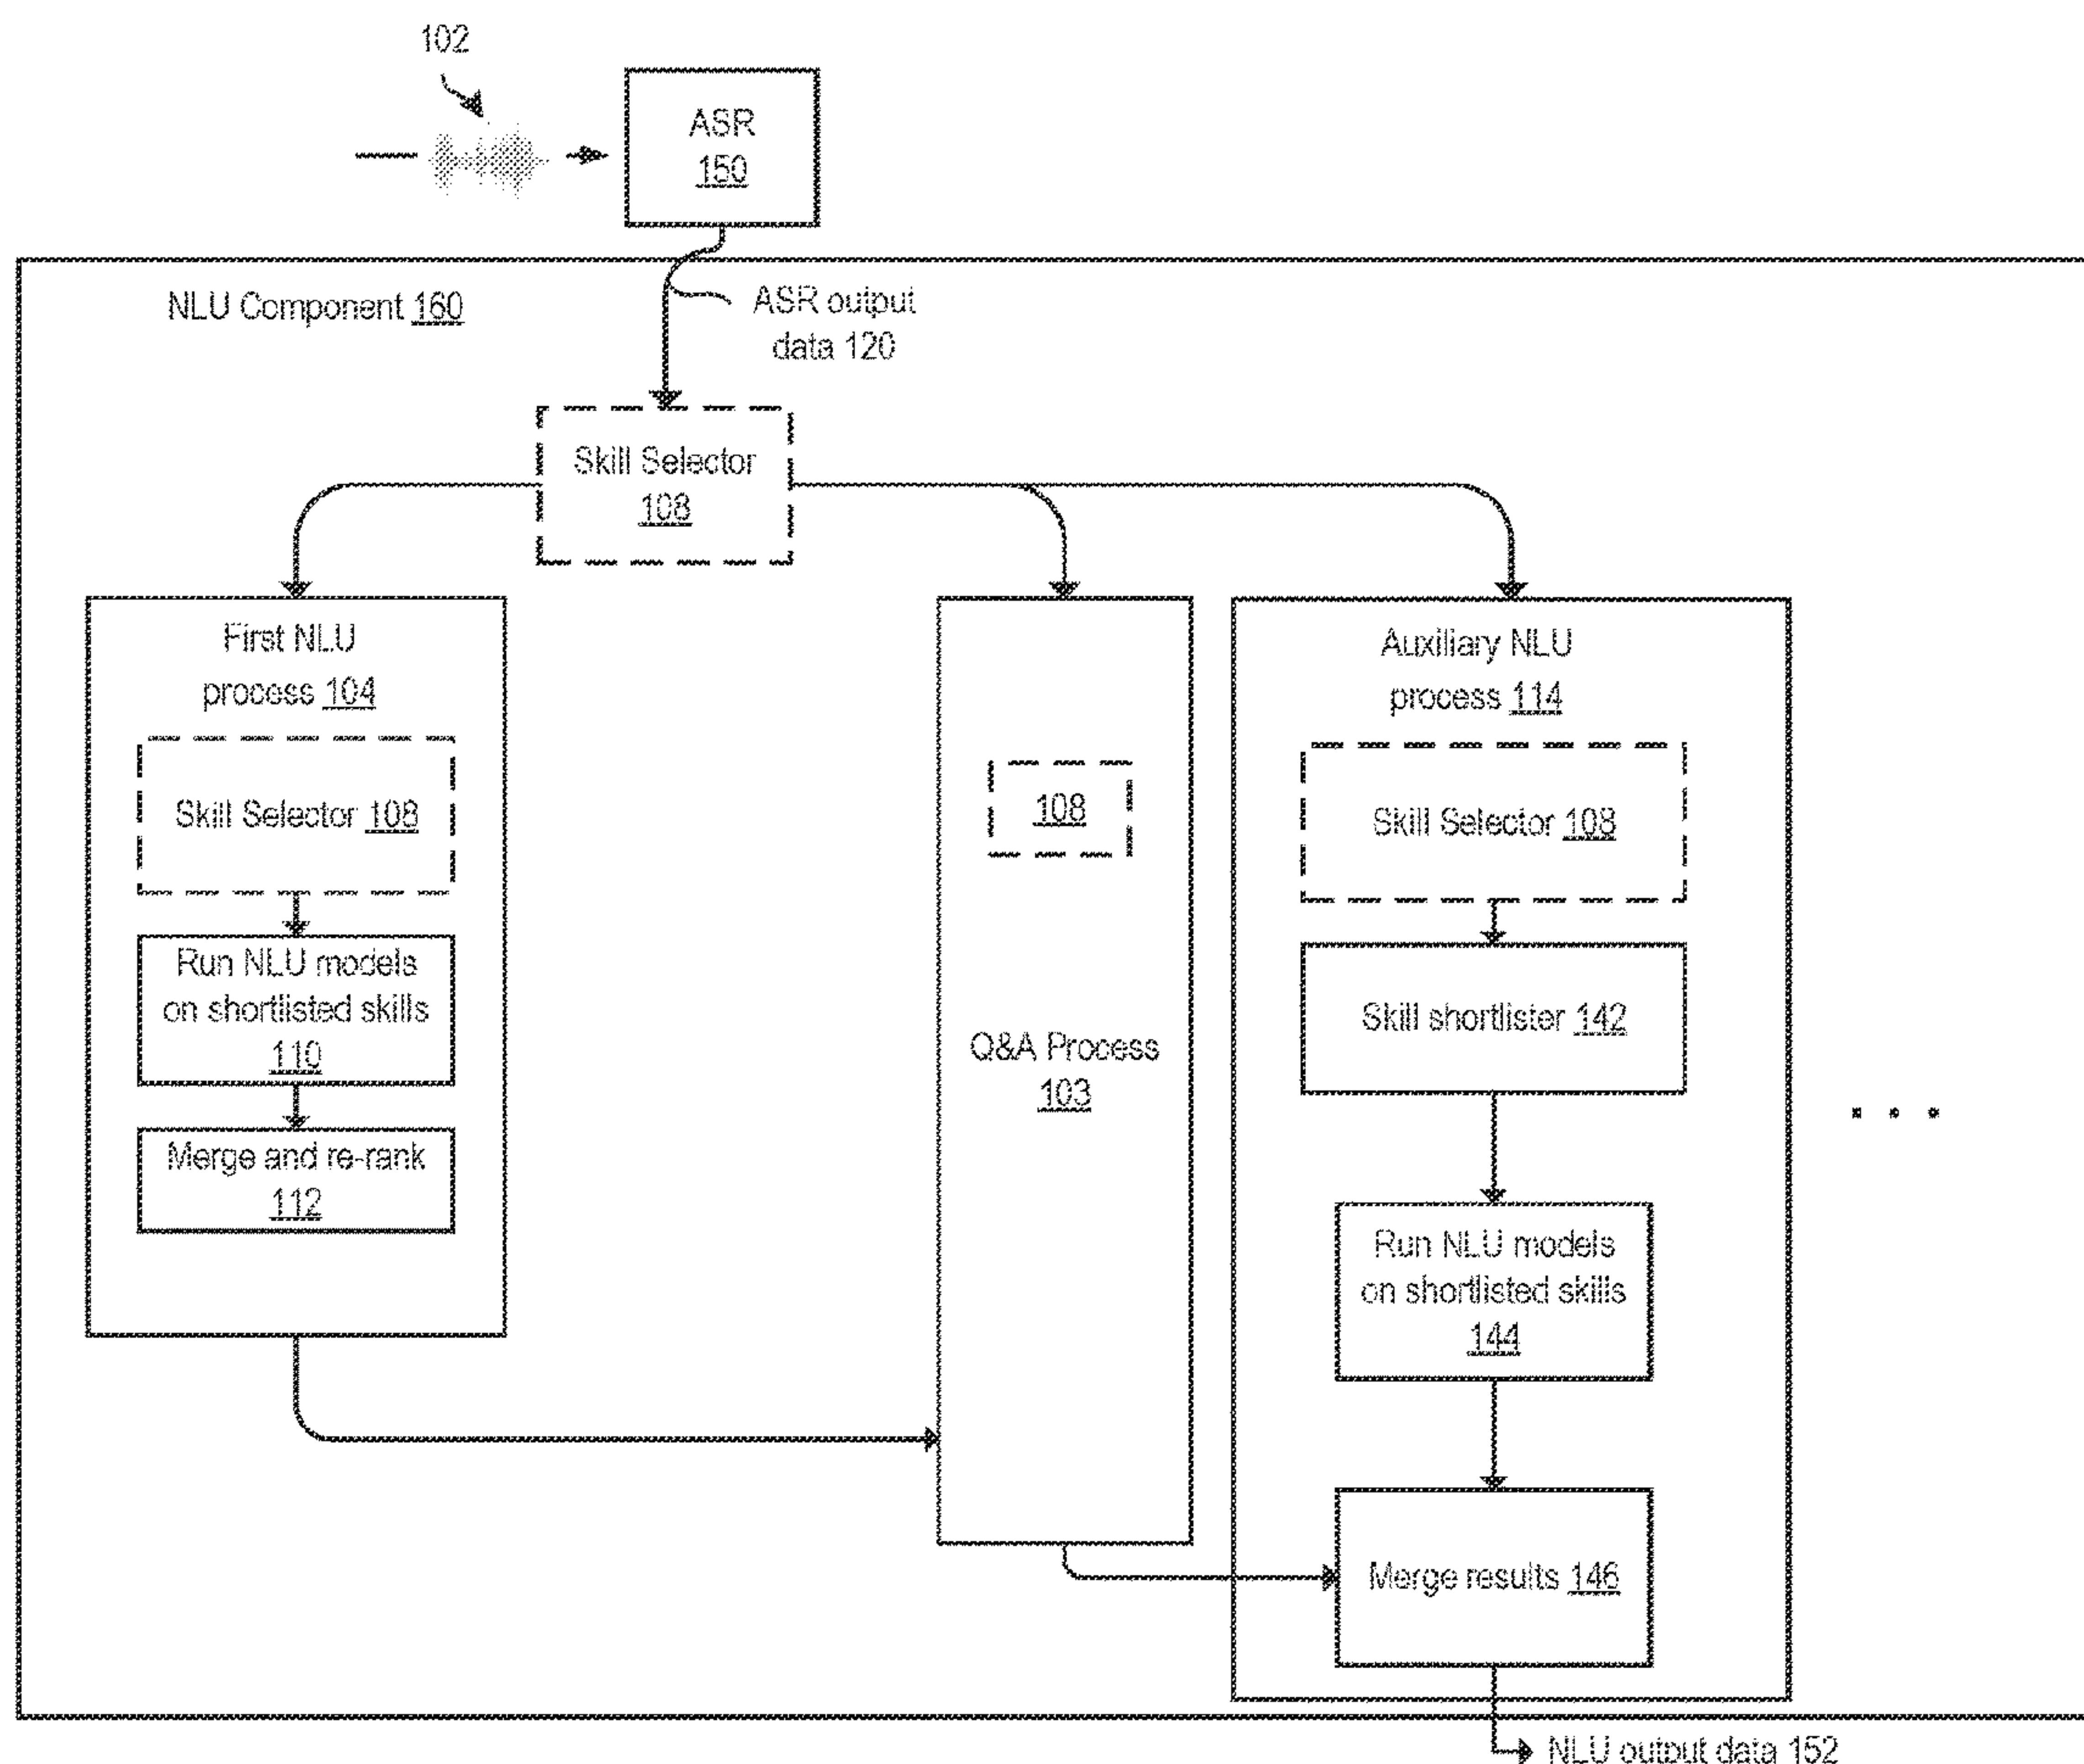 102
ASR
150
NLU Component 160
ASR output
data 120
Skill Selector
108
First NLU
process 104
Skill Selector 108
Run NLU models
on shortlisted skills
110
Merge and re-rank
112
108
Q&A Process
103
Auxiliary NLU
process 114
Skill Selector 108
Skill shortlister 142
Run NLU models
on shortlisted skills
144
Merge results 146
. . .
NLU output data 152